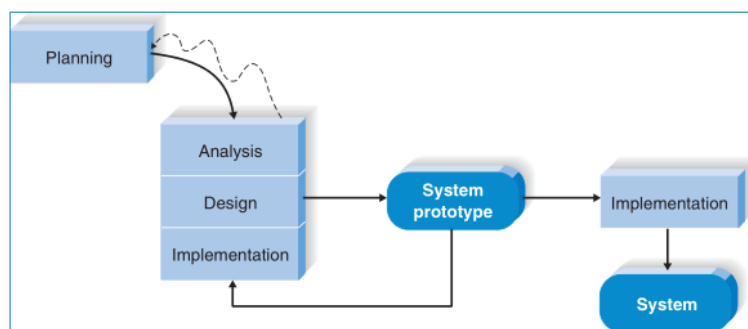 Planning
Analysis
Design
Implementation
System
prototype
Implementation
System